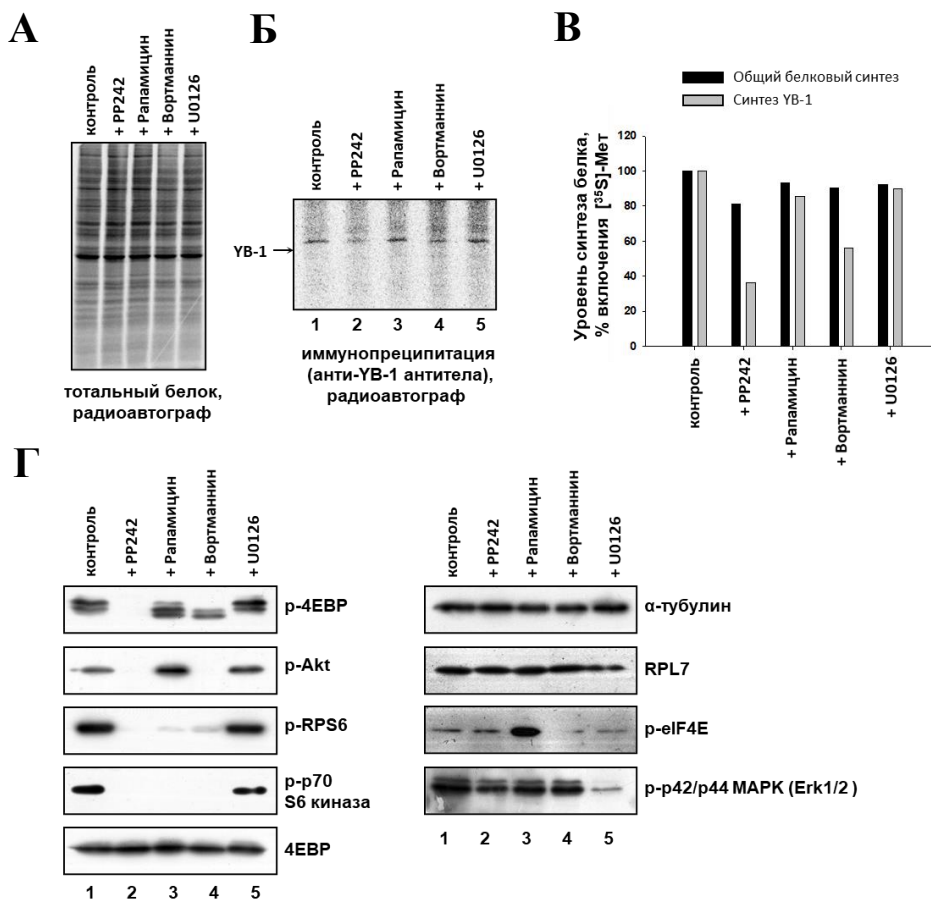 А
контроль
+ PP242
+ Рапамицин
+ Вортманнин
+ U0126
тотальный белок,
радиоавтограф
Б
контроль
+ PP242
+ Рапамицин
+ Вортманнин
+ U0126
YB-1
1 2 3 4 5
иммунопреципитация
(анти-YB-1 антитела),
радиоавтограф
В
Общий белковый синтез
Синтез YB-1
Уровень синтеза белка,
% включения [³⁵S]-Мет
120
100
80
60
40
20
0
контроль
+ PP242
+ Рапамицин
+ Вортманнин
+ U0126
Г
контроль
+ PP242
+ Рапамицин
+ Вортманнин
+ U0126
p-4EBP
p-Akt
p-RPS6
p-p70
S6 киназа
4EBP
1 2 3 4 5
контроль
+ PP242
+ Рапамицин
+ Вортманнин
+ U0126
α-тубулин
RPL7
p-eIF4E
p-p42/p44 MAPK (Erk1/2 )
1 2 3 4 5